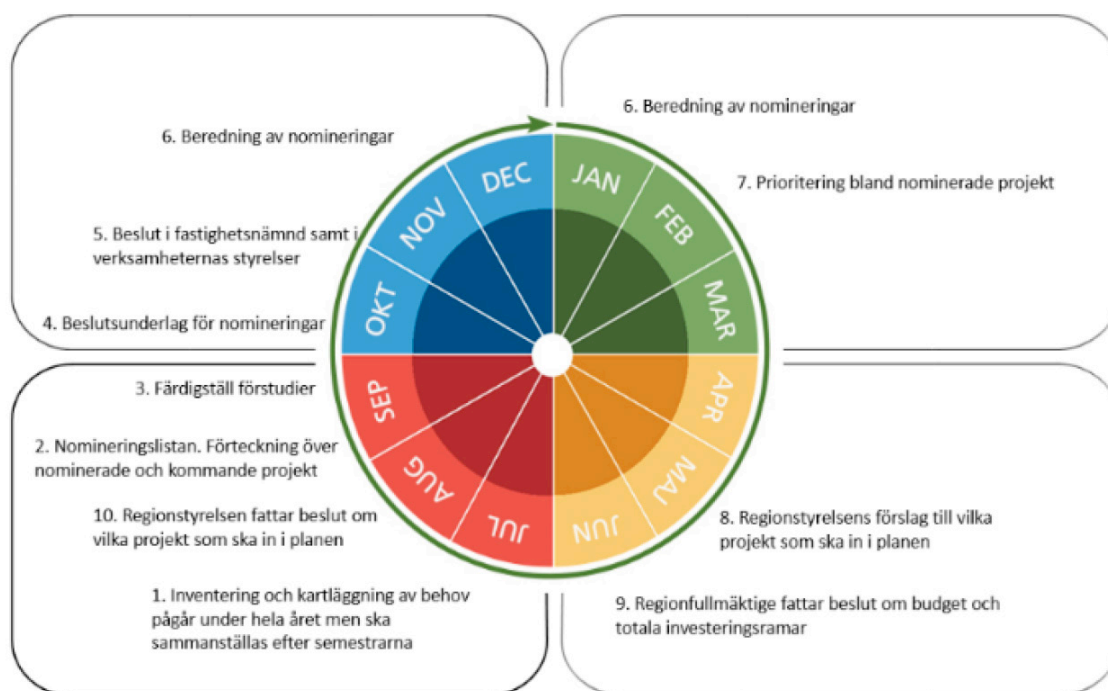 6. Beredning av nomineringar
5. Beslut i fastighetsnämnd samt i
verksamheternas styrelser
4. Beslutsunderlag för nomineringar
6. Beredning av nomineringar
7. Prioritering bland nominerade projekt
JAN
FEB
MAR
APR
MAJ
JUN
JUL
AUG
SEP
OKT
NOV
DEC
3. Färdigställ förstudier
2. Nomineringslistan. Förteckning över
nominerade och kommande projekt
10. Regionstyrelsen fattar beslut om
vilka projekt som ska in i planen
1. Inventering och kartläggning av behov
pågår under hela året men ska
sammanställas efter semestrarna
8. Regionstyrelsens förslag till vilka
projekt som ska in i planen
9. Regionfullmäktige fattar beslut om budget och
totala investeringsramar